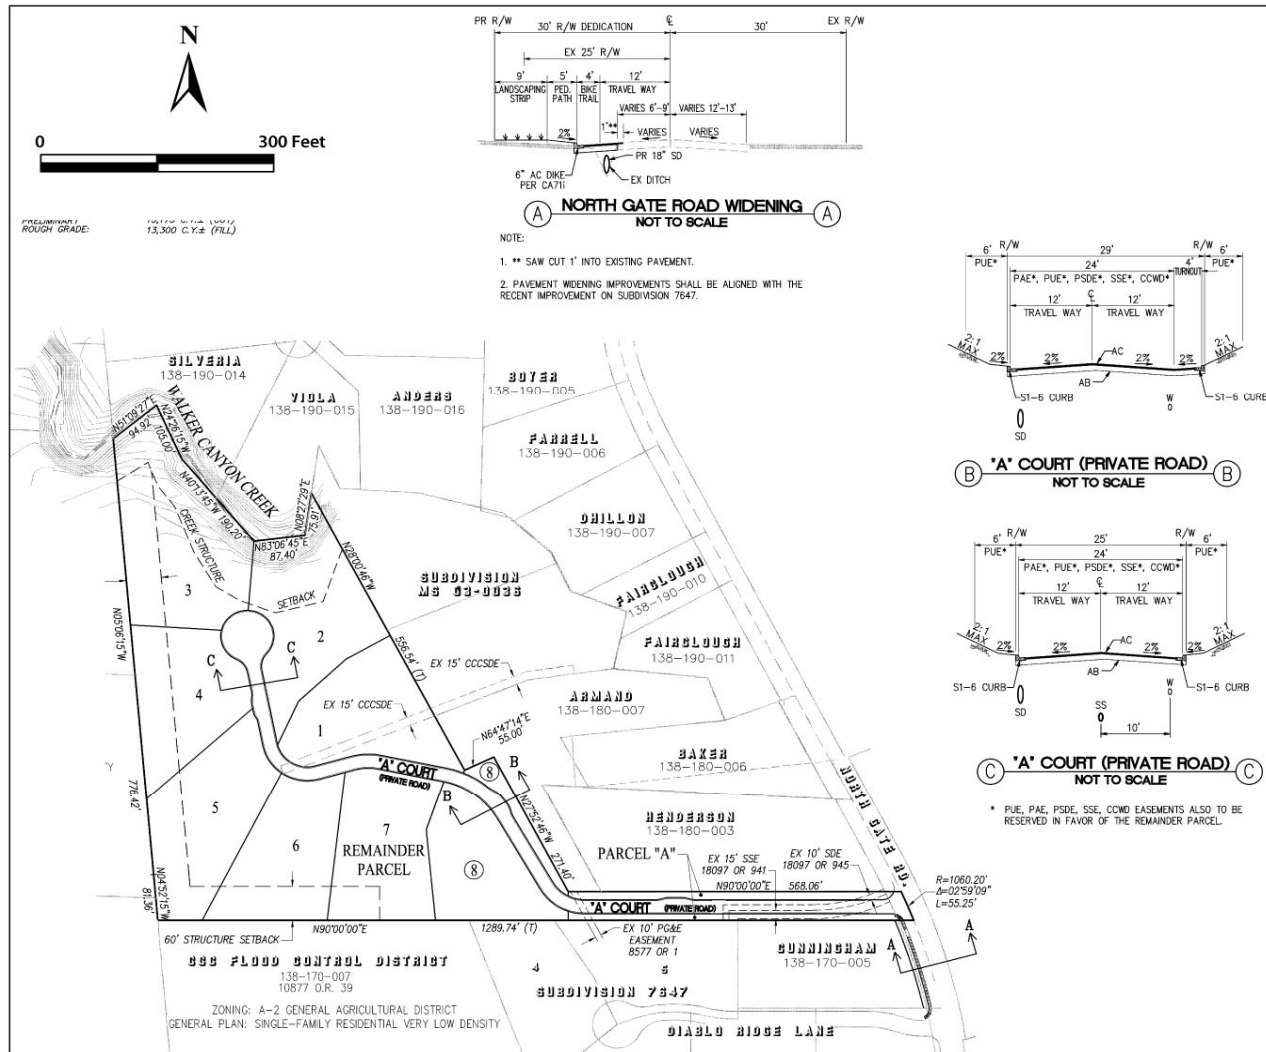 N
0 300 Feet
ROUGH GRADE: 13,300 C.Y.± (FILL)
PR R/W ℄ EX R/W
30' R/W DEDICATION 30'
EX 25' R/W
9' 5' 4' 12'
LANDSCAPING STRIP
PED. PATH
BIKE TRAIL
TRAVEL WAY
VARIES 6'-9' VARIES 12'-13'
1'** VARIES VARIES
2%
PR 18" SD
6" AC DIKE
PER CA71i
EX DITCH
A NORTH GATE ROAD WIDENING A
NOT TO SCALE
NOTE:
1. ** SAW CUT 1' INTO EXISTING PAVEMENT.
2. PAVEMENT WIDENING IMPROVEMENTS SHALL BE ALIGNED WITH THE
RECENT IMPROVEMENT ON SUBDIVISION 7647.
R/W R/W
6' 29' 6'
PUE* PUE*
24' 4'
PAE*, PUE*, PSDE*, SSE*, CCWD* TURNOUT
℄
12' 12'
TRAVEL WAY TRAVEL WAY
2:1 MAX 2:1 MAX
2% 2% 2% 2% 2%
AC
AB
S1-6 CURB S1-6 CURB
W
SD
B "A" COURT (PRIVATE ROAD) B
NOT TO SCALE
R/W R/W
6' 25' 6'
PUE* PUE*
24'
PAE*, PUE*, PSDE*, SSE*, CCWD*
℄
12' 12'
TRAVEL WAY TRAVEL WAY
2:1 MAX 2:1 MAX
2% 2% 2% 2%
AC
AB
S1-6 CURB S1-6 CURB
W
SD
SS
10'
C "A" COURT (PRIVATE ROAD) C
NOT TO SCALE
* PUE, PAE, PSDE, SSE, CCWD EASEMENTS ALSO TO BE
RESERVED IN FAVOR OF THE REMAINDER PARCEL.
SILVERIA
138-190-014
VIOLA
138-190-015
ANDERS
138-190-016
BOYER
138-190-005
FARRELL
138-190-006
DHILLON
138-190-007
FAIRCLOUGH
138-190-010
FAIRCLOUGH
138-190-011
ARMAND
138-180-007
BAKER
138-180-006
HENDERSON
138-180-003
SUBDIVISION
MS 02-0026
WALKER CANYON CREEK
N51°09'27"E
94.92'
N24°26'15"W
105.00'
N40°13'45"W 190.20'
N83°06'45"E
87.40'
N08°27'29"E
75.91'
N28°00'46"W
556.54' (T)
CREEK STRUCTURE
SETBACK
3
2
C C
4
1
EX 15' CCCSDE
EX 15' CCCSDE
N05°06'15"W
776.42'
N64°47'14"E
55.00'
8
B
B
N27°52'46"W
271.40'
"A" COURT
(PRIVATE ROAD)
5
6
7
REMAINDER
PARCEL
8
N04°52'15"W
81.36'
PARCEL "A"
EX 15' SSE
18097 OR 941
EX 10' SDE
18097 OR 945
N90°00'00"E 568.06'
"A" COURT (PRIVATE ROAD)
NORTH GATE RD.
R=1060.20'
Δ=02°59'09"
L=55.25'
60' STRUCTURE SETBACK
N90°00'00"E 1289.74' (T)
EX 10' PG&E
EASEMENT
8577 OR 1
CUNNINGHAM
138-170-005
A A
CCC FLOOD CONTROL DISTRICT
138-170-007
10877 O.R. 39
4
SUBDIVISION 7647
ZONING: A-2 GENERAL AGRICULTURAL DISTRICT
GENERAL PLAN: SINGLE-FAMILY RESIDENTIAL VERY LOW DENSITY
DIABLO RIDGE LANE